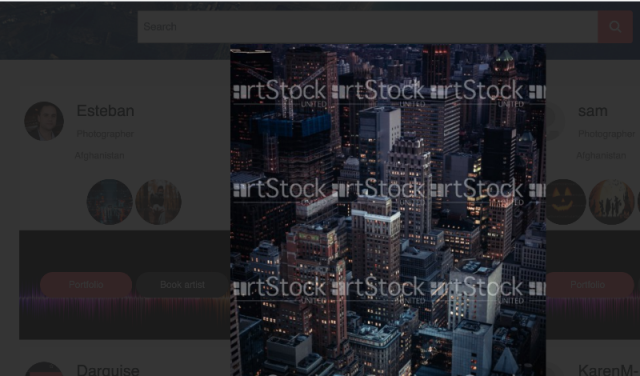 Search
Esteban
Photographer
Afghanistan
Portfolio
Book artist
Darquise
artStock artStock artStock
UNITED UNITED UNITED
artStock artStock artStock
UNITED UNITED UNITED
artStock artStock artStock
UNITED UNITED UNITED
sam
Photographer
Afghanistan
Portfolio
KarenM-